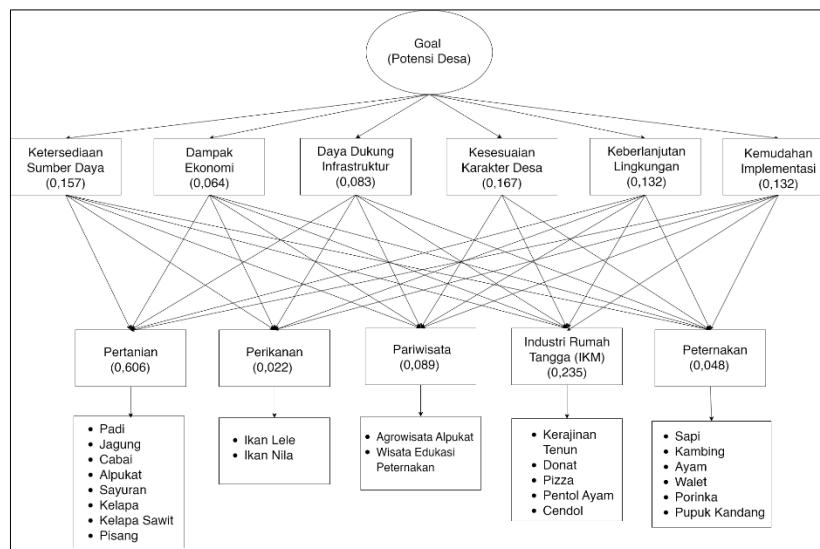 Goal
(Potensi Desa)
Ketersediaan
Sumber Daya
(0,157)
Dampak
Ekonomi
(0,064)
Daya Dukung
Infrastruktur
(0,083)
Kesesuaian
Karakter Desa
(0,167)
Keberlanjutan
Lingkungan
(0,132)
Kemudahan
Implementasi
(0,132)
Pertanian
(0,606)
Perikanan
(0,022)
Pariwisata
(0,089)
Industri Rumah
Tangga (IKM)
(0,235)
Peternakan
(0,048)
• Padi
• Jagung
• Cabai
• Alpukat
• Sayuran
• Kelapa
• Kelapa Sawit
• Pisang
• Ikan Lele
• Ikan Nila
• Agrowisata Alpukat
• Wisata Edukasi
Peternakan
• Kerajinan
Tenun
• Donat
• Pizza
• Pentol Ayam
• Cendol
• Sapi
• Kambing
• Ayam
• Walet
• Porinka
• Pupuk Kandang